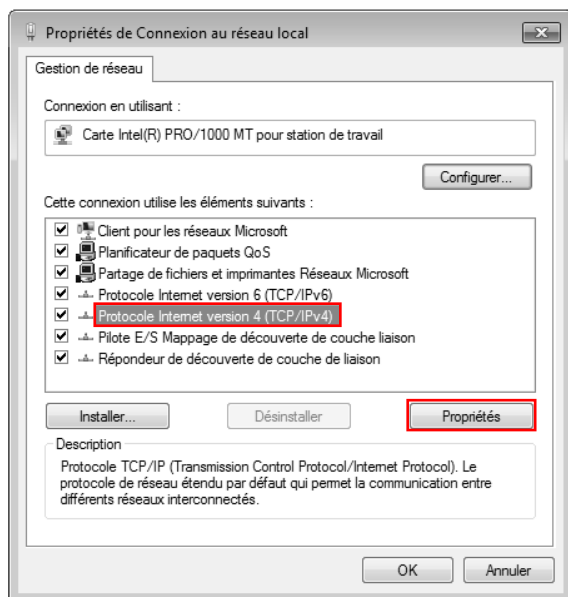 Propriétés de Connexion au réseau local
Gestion de réseau
Connexion en utilisant :
Carte Intel(R) PRO/1000 MT pour station de travail
Configurer...
Cette connexion utilise les éléments suivants :
Client pour les réseaux Microsoft
Planificateur de paquets QoS
Partage de fichiers et imprimantes Réseaux Microsoft
Protocole Internet version 6 (TCP/IPv6)
Protocole Internet version 4 (TCP/IPv4)
Pilote E/S Mappage de découverte de couche liaison
Répondeur de découverte de couche de liaison
Installer...
Désinstaller
Propriétés
Description
Protocole TCP/IP (Transmission Control Protocol/Internet Protocol). Le
protocole de réseau étendu par défaut qui permet la communication entre
différents réseaux interconnectés.
OK
Annuler